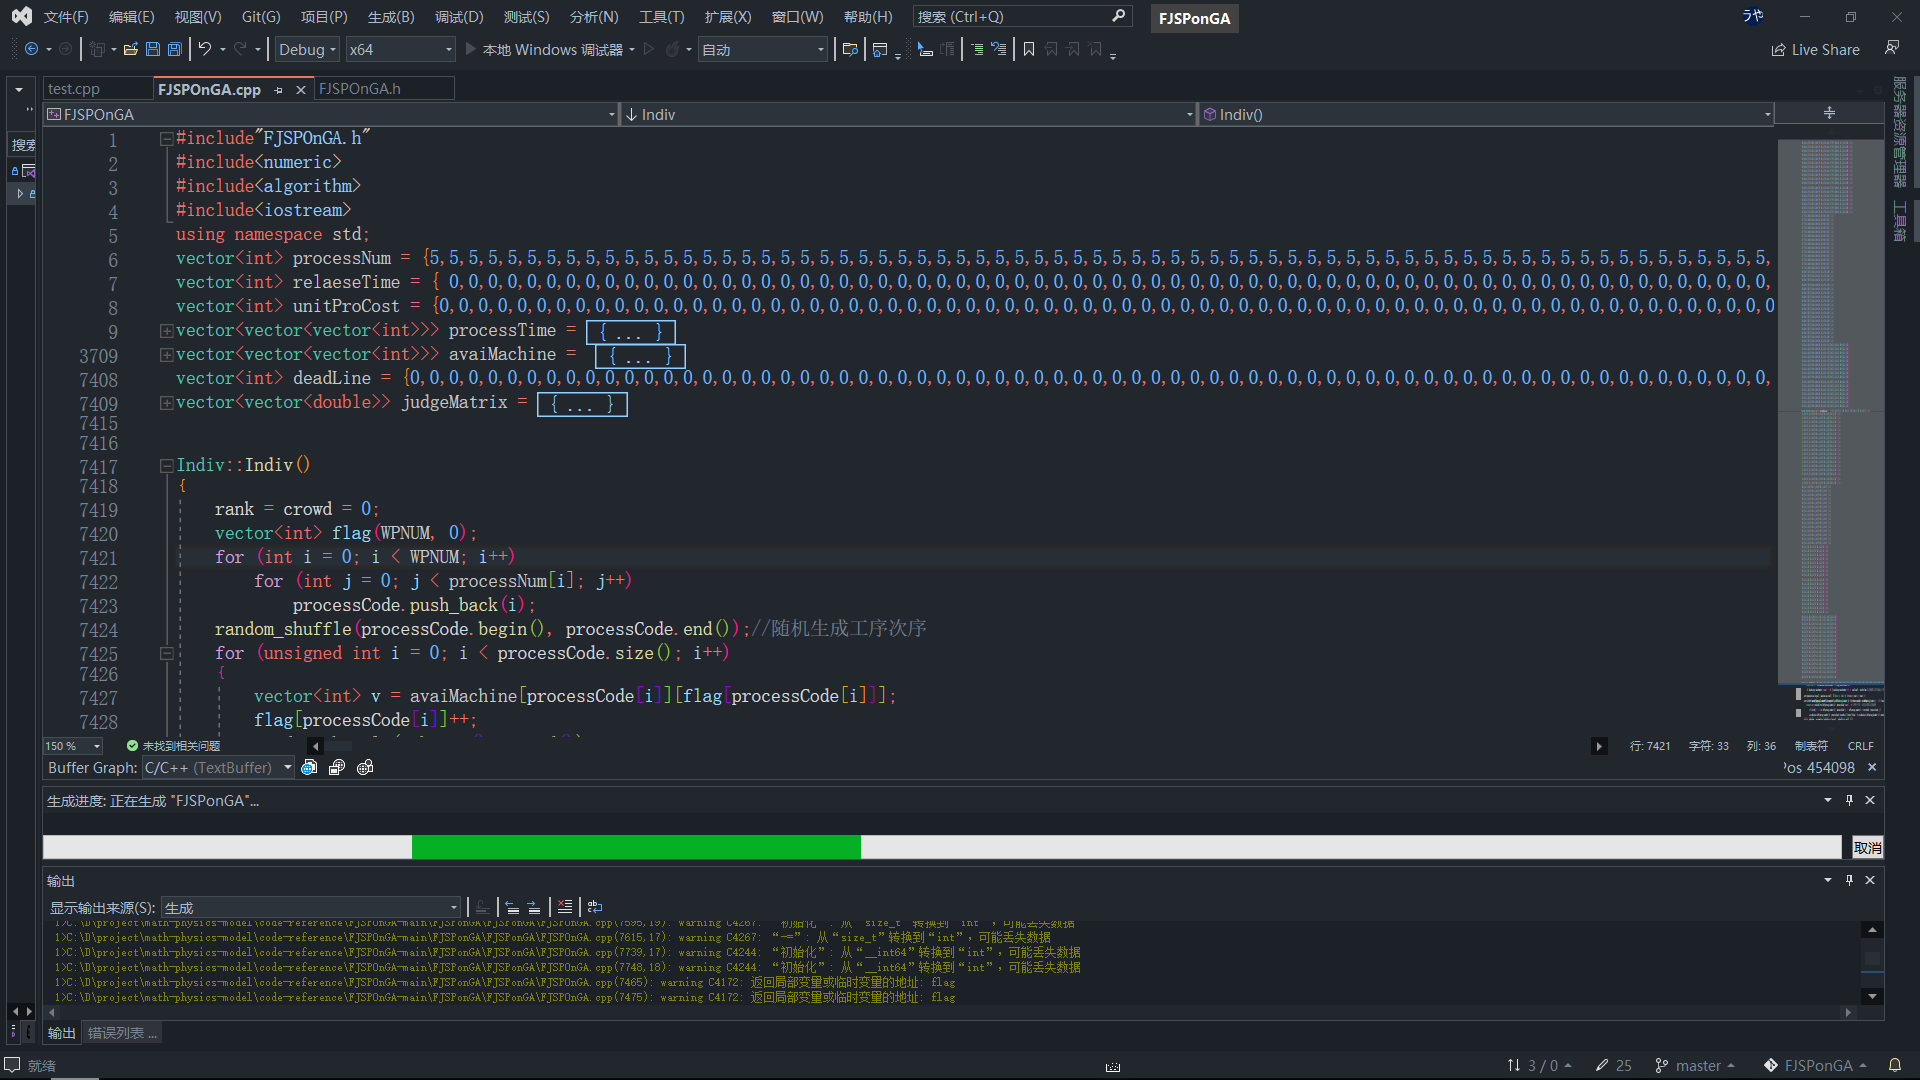 文件(F) 编辑(E) 视图(V) Git(G) 项目(P) 生成(B) 调试(D) 测试(S) 分析(N) 工具(T) 扩展(X) 窗口(W) 帮助(H) 搜索 (Ctrl+Q) FJSPonGA
Debug x64 本地 Windows 调试器 自动 Live Share
test.cpp FJSPOnGA.cpp FJSPOnGA.h
FJSPOnGA Indiv Indiv()
搜索
服务器资源管理器
工具箱
1 #include"FJSPOnGA.h"
2 #include<numeric>
3 #include<algorithm>
4 #include<iostream>
5 using namespace std;
6 vector<int> processNum = {5,5,5,5,5,5,5,5,5,5,5,5,5,5,5,5,5,5,5,5,5,5,5,5,5,5,5,5,5,5,5,5,5,5,5,5,5,5,5,5,5,5,5,5,5,5,5,5,5,5,5,5,5,5,5,5,5,5,5,5,5,5,5,5,5,5,5,5,5,
7 vector<int> relaeseTime = { 0,0,0,0,0,0,0,0,0,0,0,0,0,0,0,0,0,0,0,0,0,0,0,0,0,0,0,0,0,0,0,0,0,0,0,0,0,0,0,0,0,0,0,0,0,0,0,0,0,0,0,0,0,0,0,0,0,0,0,0,0,0,0,0,0,0,0,0,
8 vector<int> unitProCost = {0,0,0,0,0,0,0,0,0,0,0,0,0,0,0,0,0,0,0,0,0,0,0,0,0,0,0,0,0,0,0,0,0,0,0,0,0,0,0,0,0,0,0,0,0,0,0,0,0,0,0,0,0,0,0,0,0,0,0,0,0,0,0,0,0,0,0,0,0
9 vector<vector<vector<int>>> processTime = { ... }
3709 vector<vector<vector<int>>> avaiMachine = { ... }
7408 vector<int> deadLine = {0,0,0,0,0,0,0,0,0,0,0,0,0,0,0,0,0,0,0,0,0,0,0,0,0,0,0,0,0,0,0,0,0,0,0,0,0,0,0,0,0,0,0,0,0,0,0,0,0,0,0,0,0,0,0,0,0,0,0,0,0,0,0,0,0,0,0,0,0,0,
7409 vector<vector<double>> judgeMatrix = { ... }
7415
7416
7417 Indiv::Indiv()
7418 {
7419 rank = crowd = 0;
7420 vector<int> flag(WPNUM, 0);
7421 for (int i = 0; i < WPNUM; i++)
7422 for (int j = 0; j < processNum[i]; j++)
7423 processCode.push_back(i);
7424 random_shuffle(processCode.begin(), processCode.end());//随机生成工序次序
7425 for (unsigned int i = 0; i < processCode.size(); i++)
7426 {
7427 vector<int> v = avaiMachine[processCode[i]][flag[processCode[i]]];
7428 flag[processCode[i]]++;
150 % 未找到相关问题 行: 7421 字符: 33 列: 36 制表符 CRLF
Buffer Graph: C/C++ (TextBuffer) Pos 454098
生成进度: 正在生成 "FJSPonGA"...
取消
输出
显示输出来源(S): 生成
1>C:\D\project\math-physics-model\code-reference\FJSPOnGA-main\FJSPOnGA\FJSPOnGA\FJSPOnGA.cpp(7595,19): warning C4267: “初始化”: 从“size_t”转换到“int”，可能丢失数据
1>C:\D\project\math-physics-model\code-reference\FJSPOnGA-main\FJSPOnGA\FJSPOnGA\FJSPOnGA.cpp(7615,17): warning C4267: “-=”: 从“size_t”转换到“int”，可能丢失数据
1>C:\D\project\math-physics-model\code-reference\FJSPOnGA-main\FJSPOnGA\FJSPOnGA\FJSPOnGA.cpp(7739,17): warning C4244: “初始化”: 从“__int64”转换到“int”，可能丢失数据
1>C:\D\project\math-physics-model\code-reference\FJSPOnGA-main\FJSPOnGA\FJSPOnGA\FJSPOnGA.cpp(7748,18): warning C4244: “初始化”: 从“__int64”转换到“int”，可能丢失数据
1>C:\D\project\math-physics-model\code-reference\FJSPOnGA-main\FJSPOnGA\FJSPOnGA\FJSPOnGA.cpp(7465): warning C4172: 返回局部变量或临时变量的地址: flag
1>C:\D\project\math-physics-model\code-reference\FJSPOnGA-main\FJSPOnGA\FJSPOnGA\FJSPOnGA.cpp(7475): warning C4172: 返回局部变量或临时变量的地址: flag
输出 错误列表 ...
就绪 3 / 0 25 master FJSPonGA